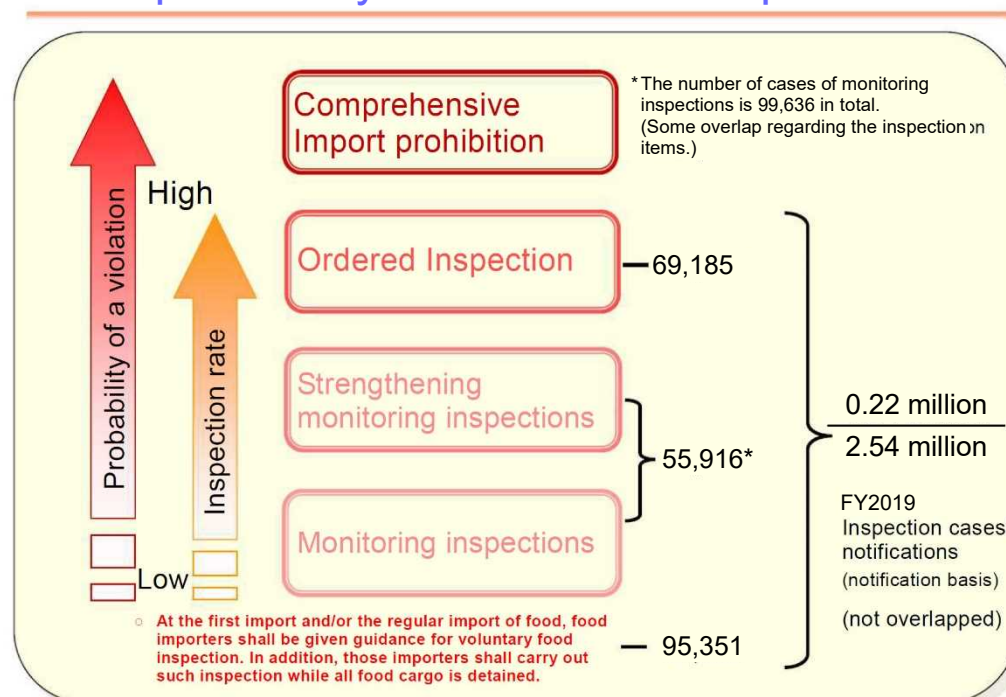 Comprehensive
Import prohibition
* The number of cases of monitoring
inspections is 99,636 in total.
(Some overlap regarding the inspection
items.)
High
Probability of a violation
Inspection rate
Ordered Inspection
69,185
Strengthening
monitoring inspections
55,916*
Monitoring inspections
0.22 million
2.54 million
FY2019
Inspection cases
notifications
(notification basis)
(not overlapped)
Low
○ At the first import and/or the regular import of food, food
importers shall be given guidance for voluntary food
inspection. In addition, those importers shall carry out
such inspection while all food cargo is detained.
95,351